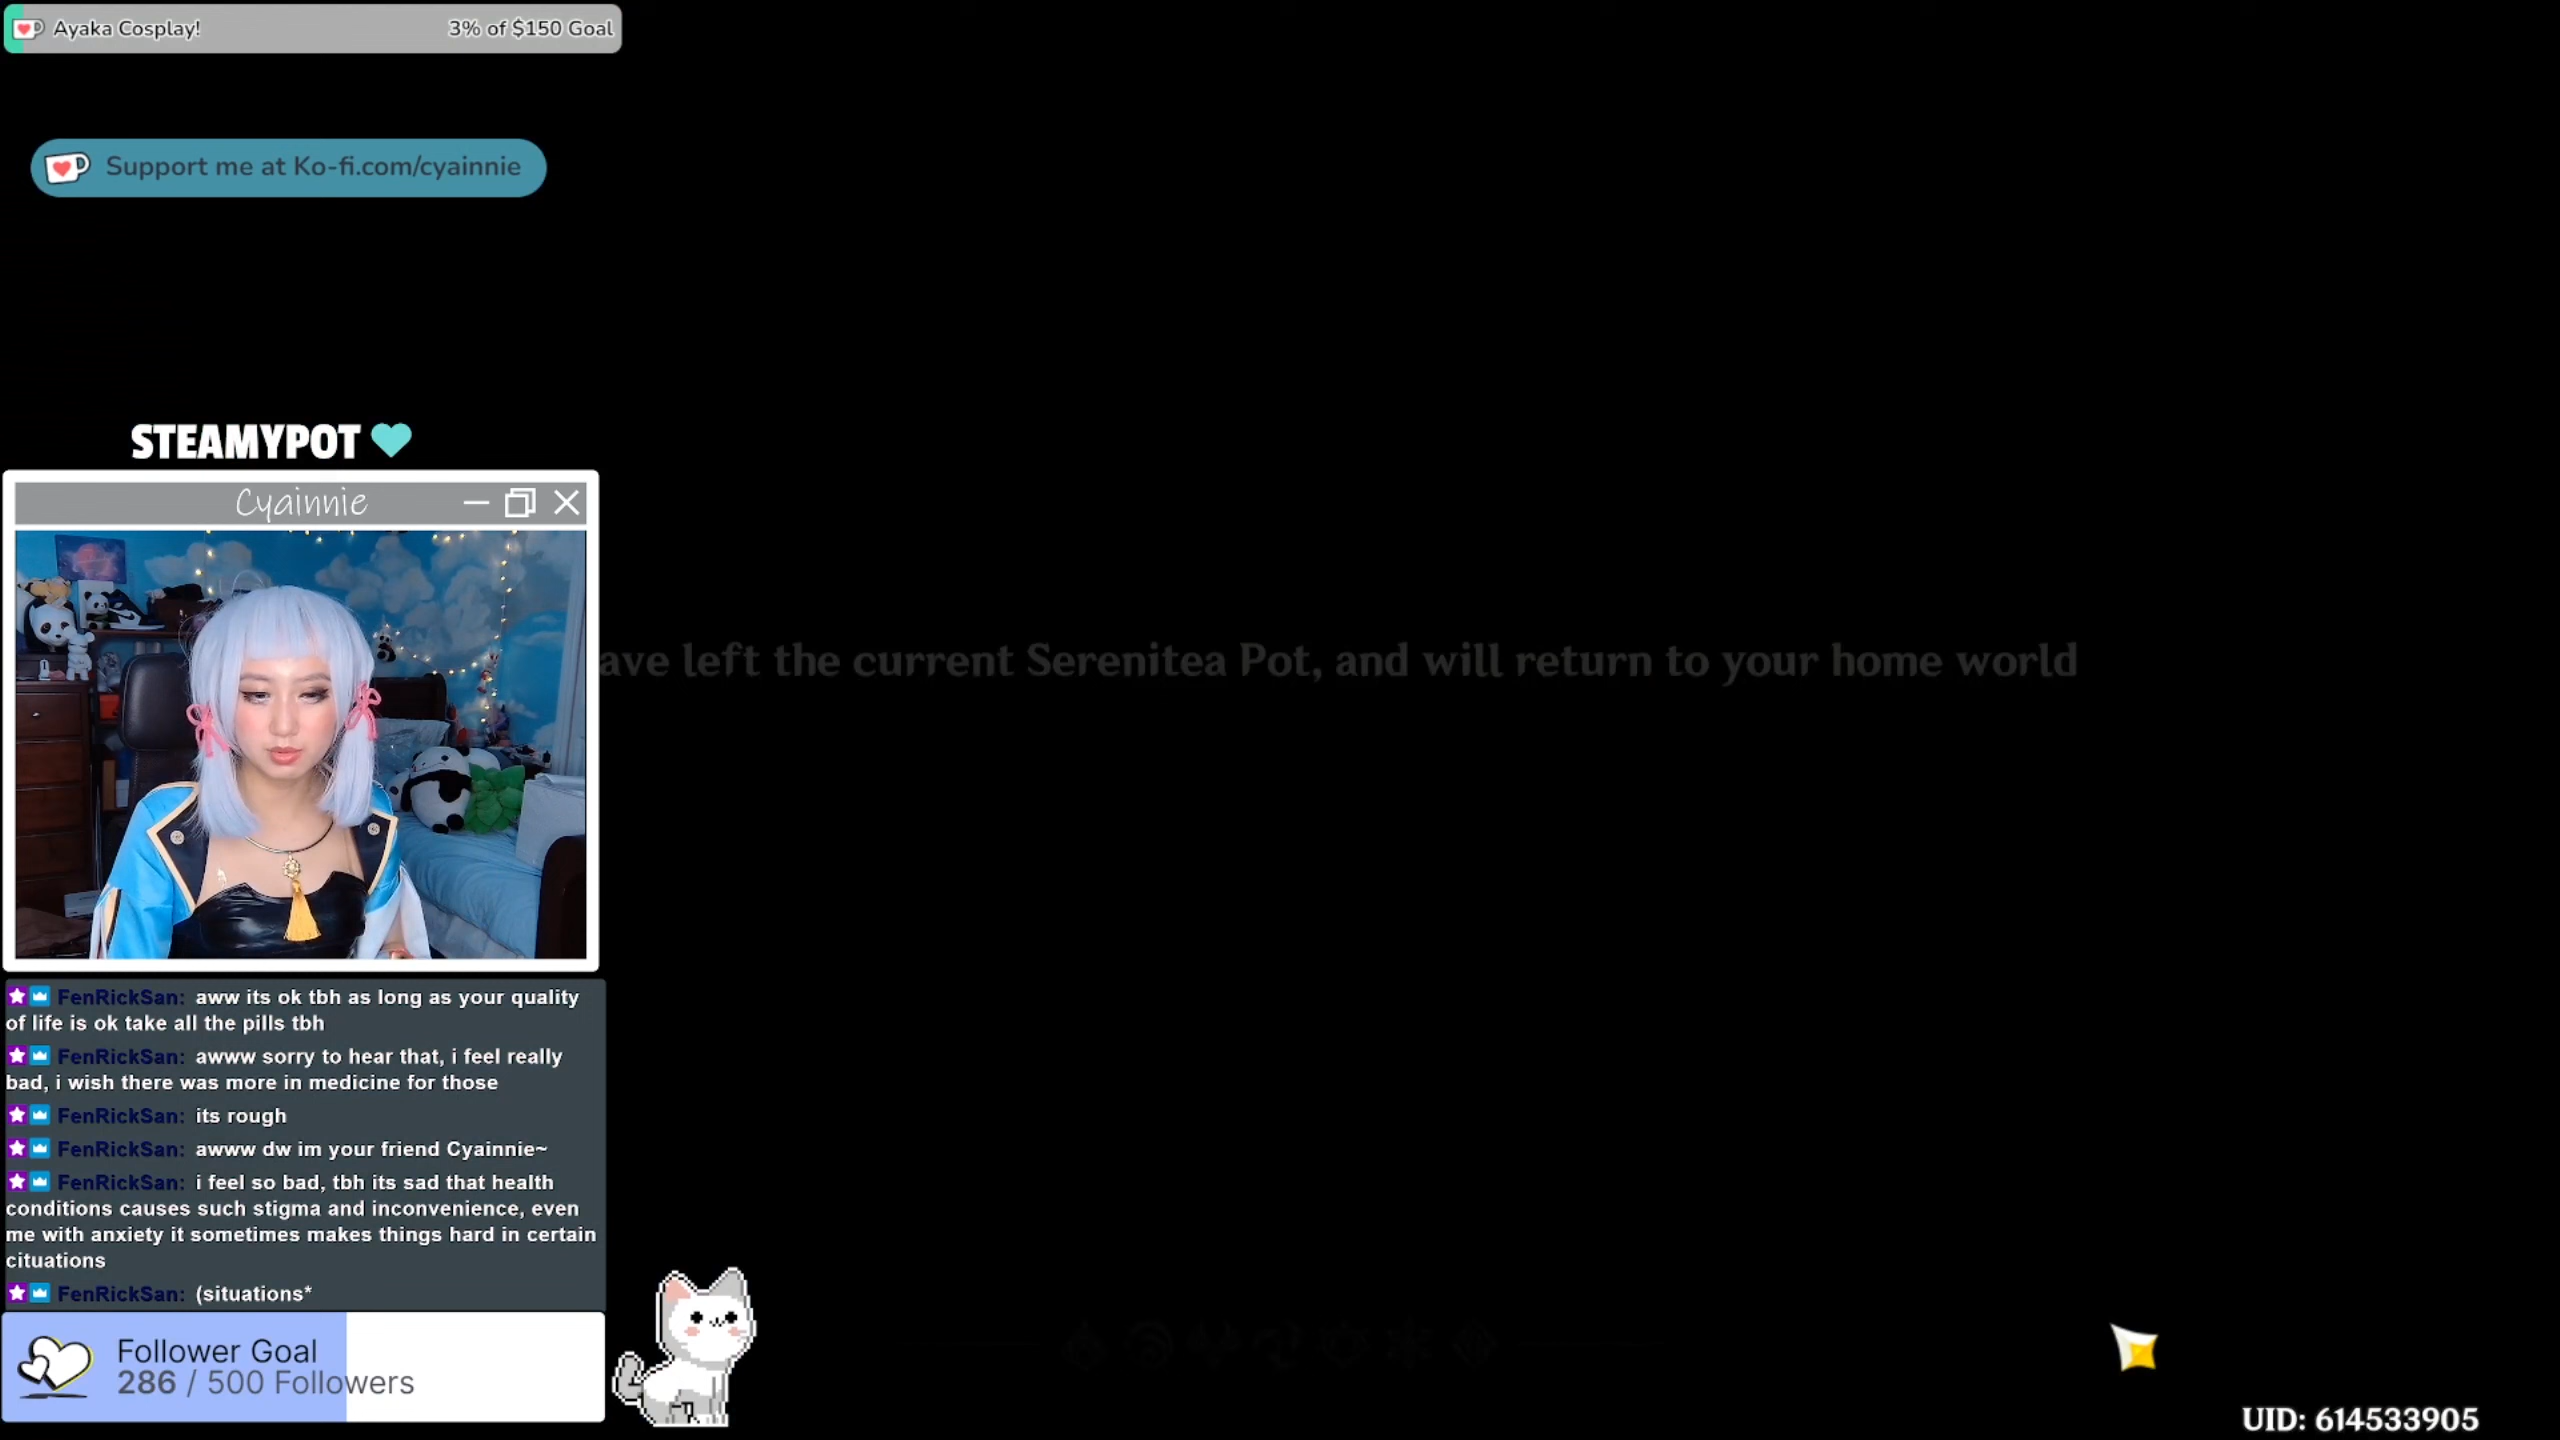 Ayaka Cosplay! 3% of $150 Goal
Support me at Ko-fi.com/cyainnie
STEAMYPOT
Cyainnie
ave left the current Serenitea Pot, and will return to your home world
FenRickSan: aww its ok tbh as long as your quality
of life is ok take all the pills tbh
FenRickSan: awww sorry to hear that, i feel really
bad, i wish there was more in medicine for those
FenRickSan: its rough
FenRickSan: awww dw im your friend Cyainnie~
FenRickSan: i feel so bad, tbh its sad that health
conditions causes such stigma and inconvenience, even
me with anxiety it sometimes makes things hard in certain
cituations
FenRickSan: (situations*
Follower Goal
286 / 500 Followers
UID: 614533905